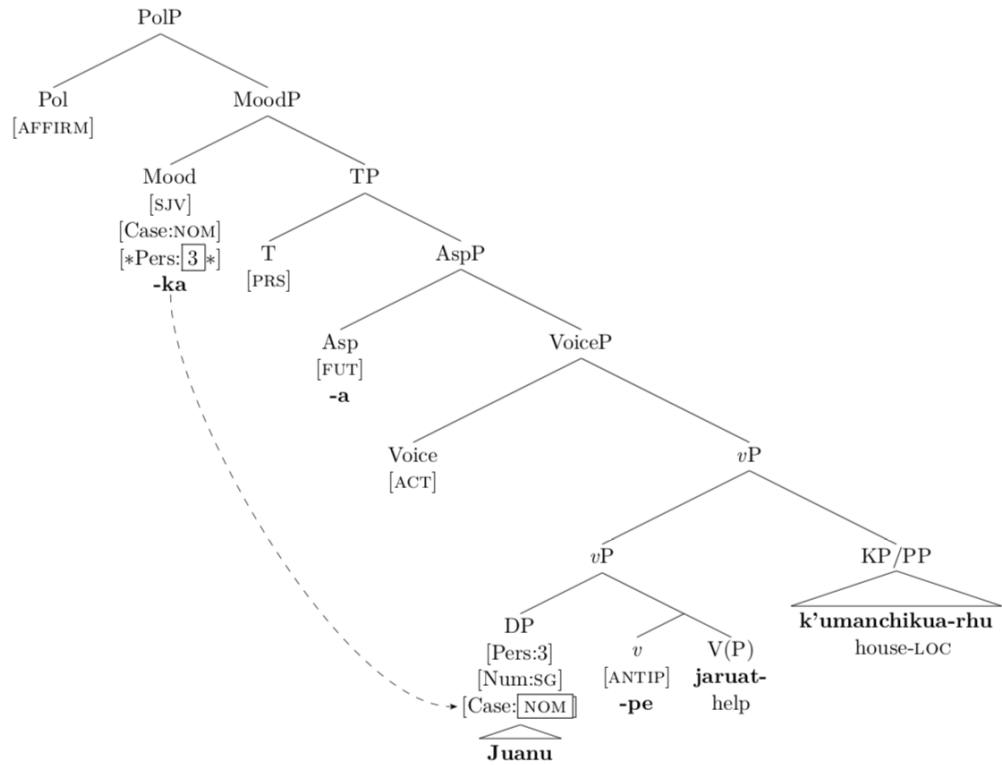 PolP
Pol MoodP
[AFFIRM]
Mood TP
[SJV]
[Case:NOM] T AspP
[∗Pers: 3 ∗] [PRS]
-ka
Asp VoiceP
[FUT]
-a
Voice vP
[ACT]
vP KP/PP
DP k'umanchikua-rhu
[Pers:3] v V(P) house-LOC
[Num:SG] [ANTIP] jaruat-
[Case: NOM ] -pe help
Juanu